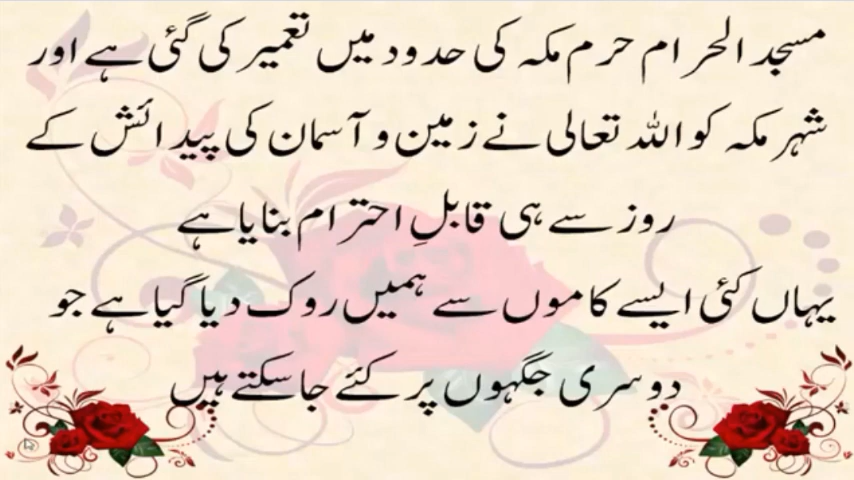 مسجد الحرام حرم مکہ کی حدود میں تعمیر کی گئی ہے اور
شہر مکہ کو اللہ تعالی نے زمین و آسمان کی پیدائش کے
روز سے ہی قابلِ احترام بنایا ہے
یہاں کئی ایسے کاموں سے ہمیں روک دیا گیا ہے جو
دوسری جگہوں پر کئے جاسکتے ہیں